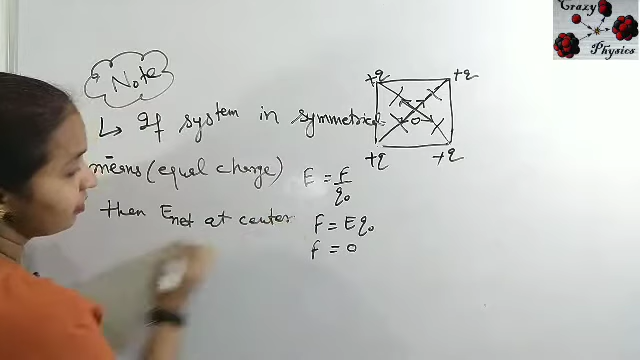 Note
If system in symmetrical
means (equal charge)
then Enet at center
E = F/q₀
F = Eq₀
f = 0
+q +q
O
+q +q
Crazy
Physics